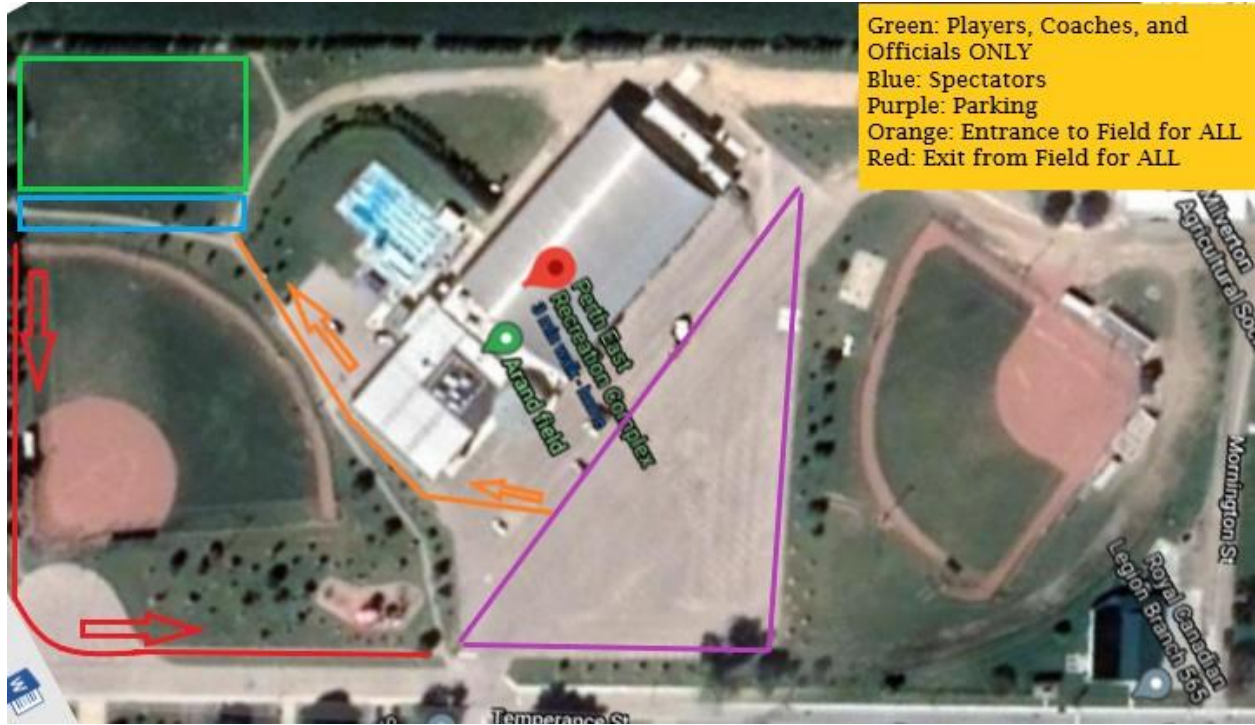 Green: Players, Coaches, and
Officials ONLY
Blue: Spectators
Purple: Parking
Orange: Entrance to Field for ALL
Red: Exit from Field for ALL
Milverton
Agricultural So
Perth East
Recreation Complex
Arand field
Mornington St
Royal Canadian
Legion Branch 565
Temperance St
W